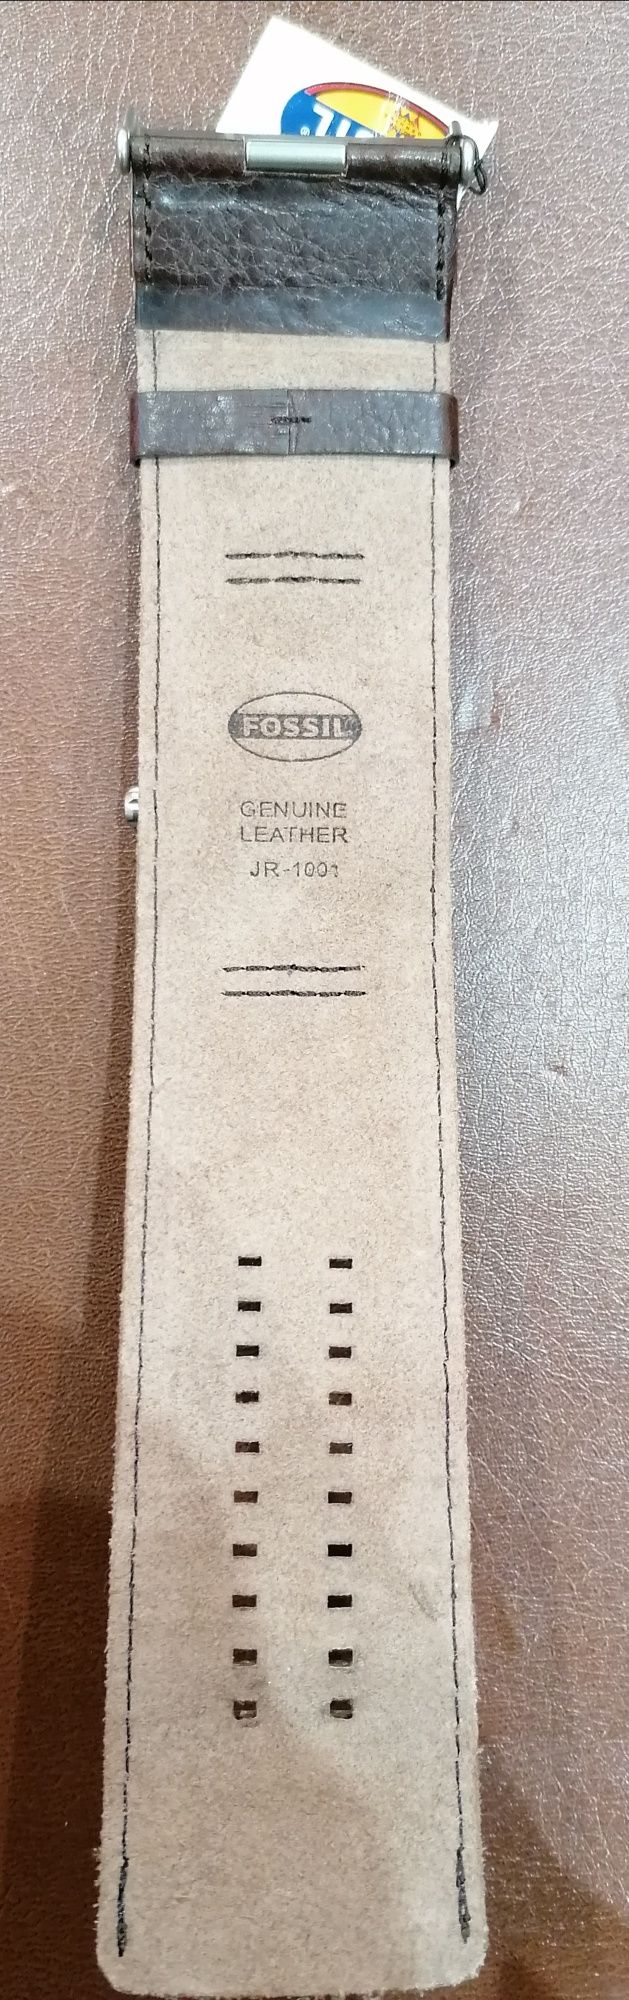 FOSSIL
GENUINE
LEATHER
JR-1001